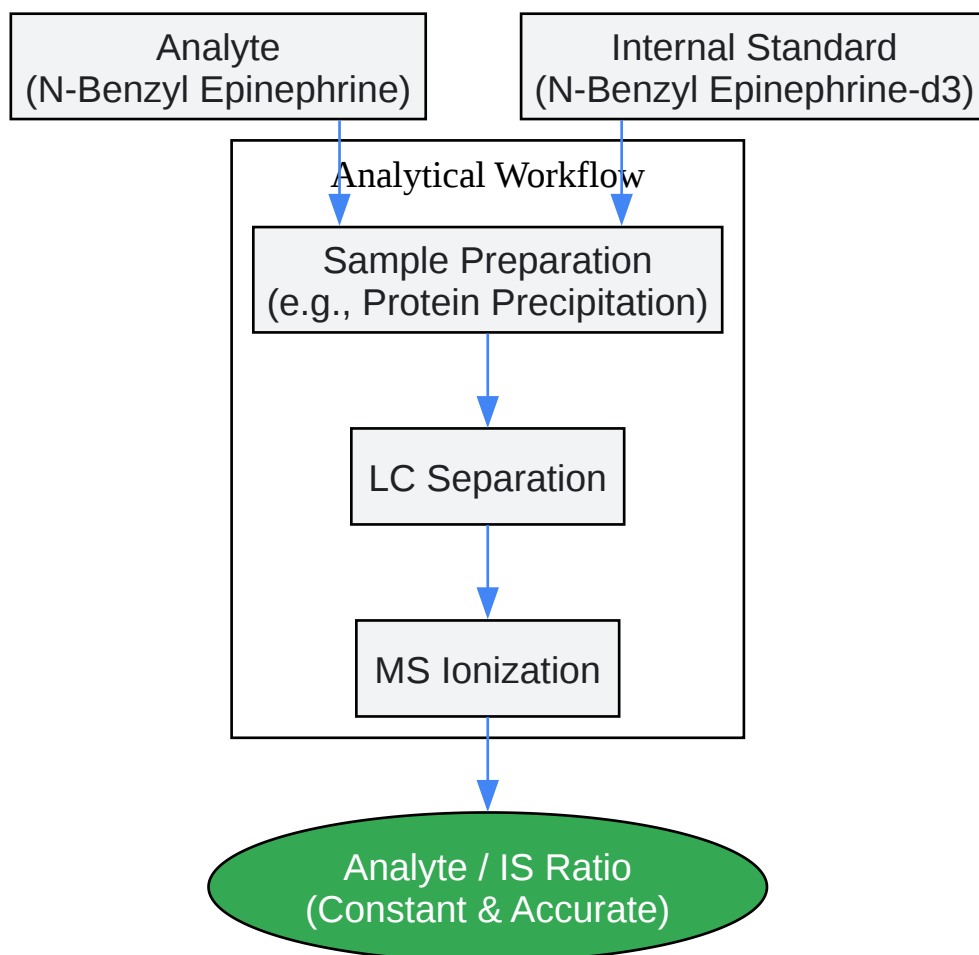 Analyte
(N-Benzyl Epinephrine)
Internal Standard
(N-Benzyl Epinephrine-d3)
Analytical Workflow
Sample Preparation
(e.g., Protein Precipitation)
LC Separation
MS Ionization
Analyte / IS Ratio
(Constant & Accurate)